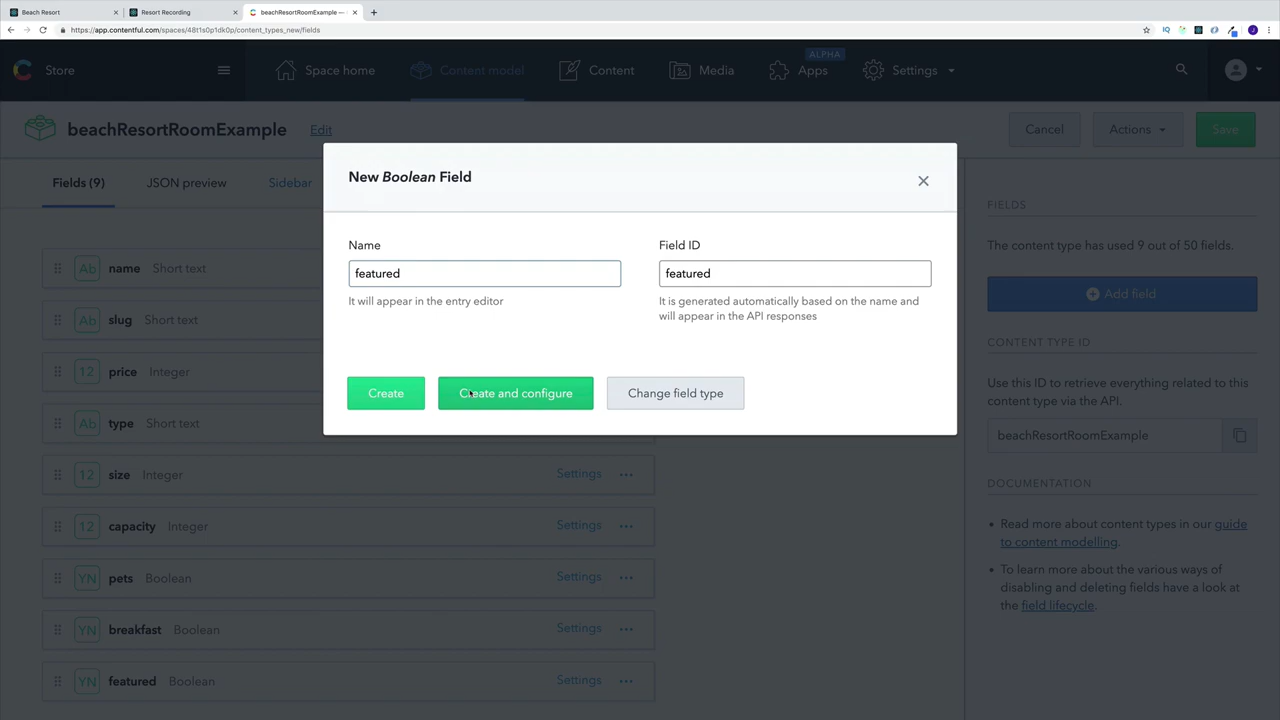 Beach Resort
Resort Recording
beachResortRoomExample —
https://app.contentful.com/spaces/48t1s0p1dk0p/content_types_new/fields
Store
Space home
Content model
Content
Media
ALPHA
Apps
Settings
beachResortRoomExample
Edit
Cancel
Actions
Save
Fields (9)
JSON preview
Sidebar
New Boolean Field
Name
Field ID
featured
featured
It will appear in the entry editor
It is generated automatically based on the name and
will appear in the API responses
Create
Create and configure
Change field type
Ab name Short text
Ab slug Short text
12 price Integer
Ab type Short text
12 size Integer Settings
12 capacity Integer Settings
YN pets Boolean Settings
YN breakfast Boolean Settings
YN featured Boolean Settings
FIELDS
The content type has used 9 out of 50 fields.
Add field
CONTENT TYPE ID
Use this ID to retrieve everything related to this
content type via the API.
beachResortRoomExample
DOCUMENTATION
Read more about content types in our guide
to content modelling.
To learn more about the various ways of
disabling and deleting fields have a look at
the field lifecycle.